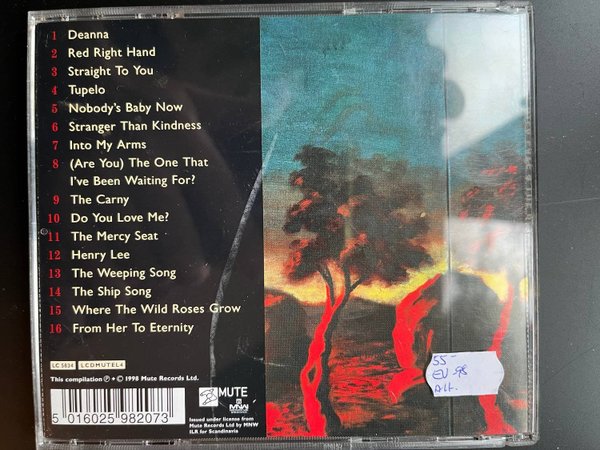 1 Deanna
2 Red Right Hand
3 Straight To You
4 Tupelo
5 Nobody's Baby Now
6 Stranger Than Kindness
7 Into My Arms
8 (Are You) The One That
I've Been Waiting For?
9 The Carny
10 Do You Love Me?
11 The Mercy Seat
12 Henry Lee
13 The Weeping Song
14 The Ship Song
15 Where The Wild Roses Grow
16 From Her To Eternity
LC 5834 LCDMUTEL4
This compilation ℗ + © 1998 Mute Records Ltd.
MUTE
MNW
5 016025 982073
Issued under license from
Mute Records Ltd by MNW
ILR for Scandinavia
55-
EU 98
Alt.